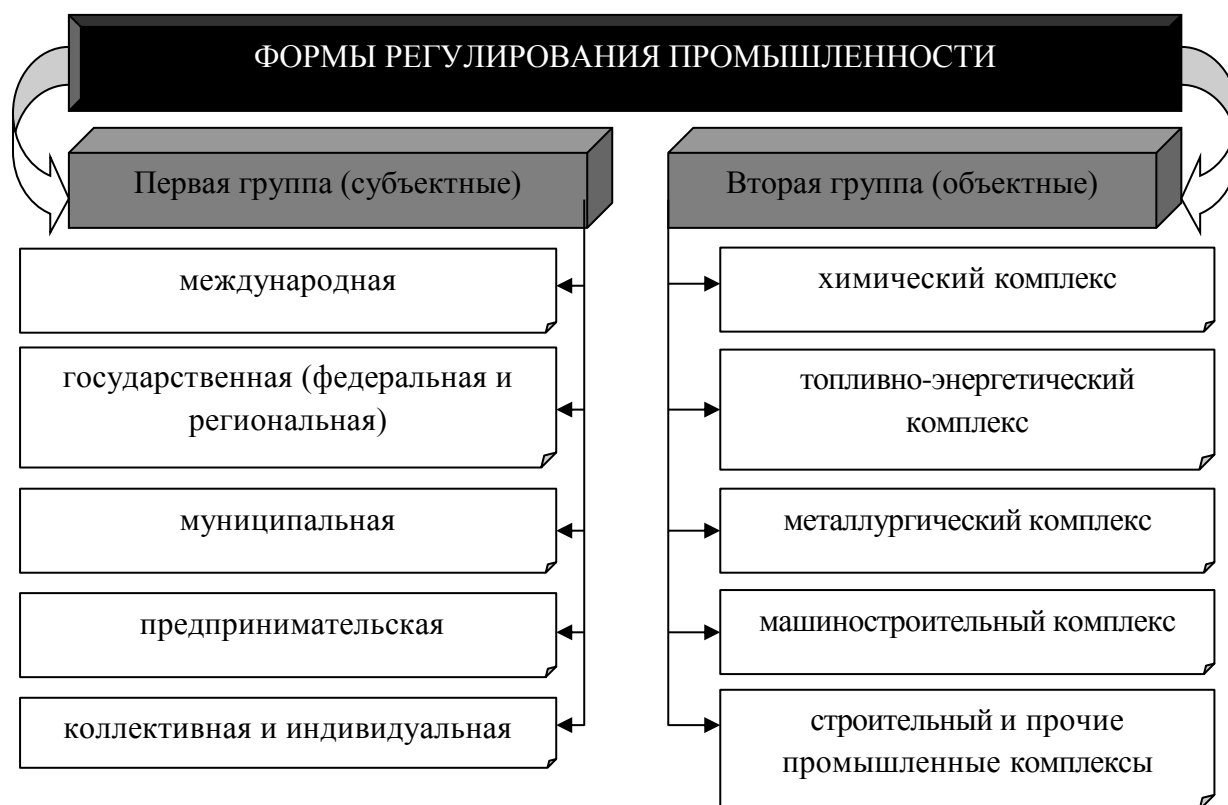 ФОРМЫ РЕГУЛИРОВАНИЯ ПРОМЫШЛЕННОСТИ
Первая группа (субъектные)
международная
государственная (федеральная и
региональная)
муниципальная
предпринимательская
коллективная и индивидуальная
Вторая группа (объектные)
химический комплекс
топливно-энергетический
комплекс
металлургический комплекс
машиностроительный комплекс
строительный и прочие
промышленные комплексы